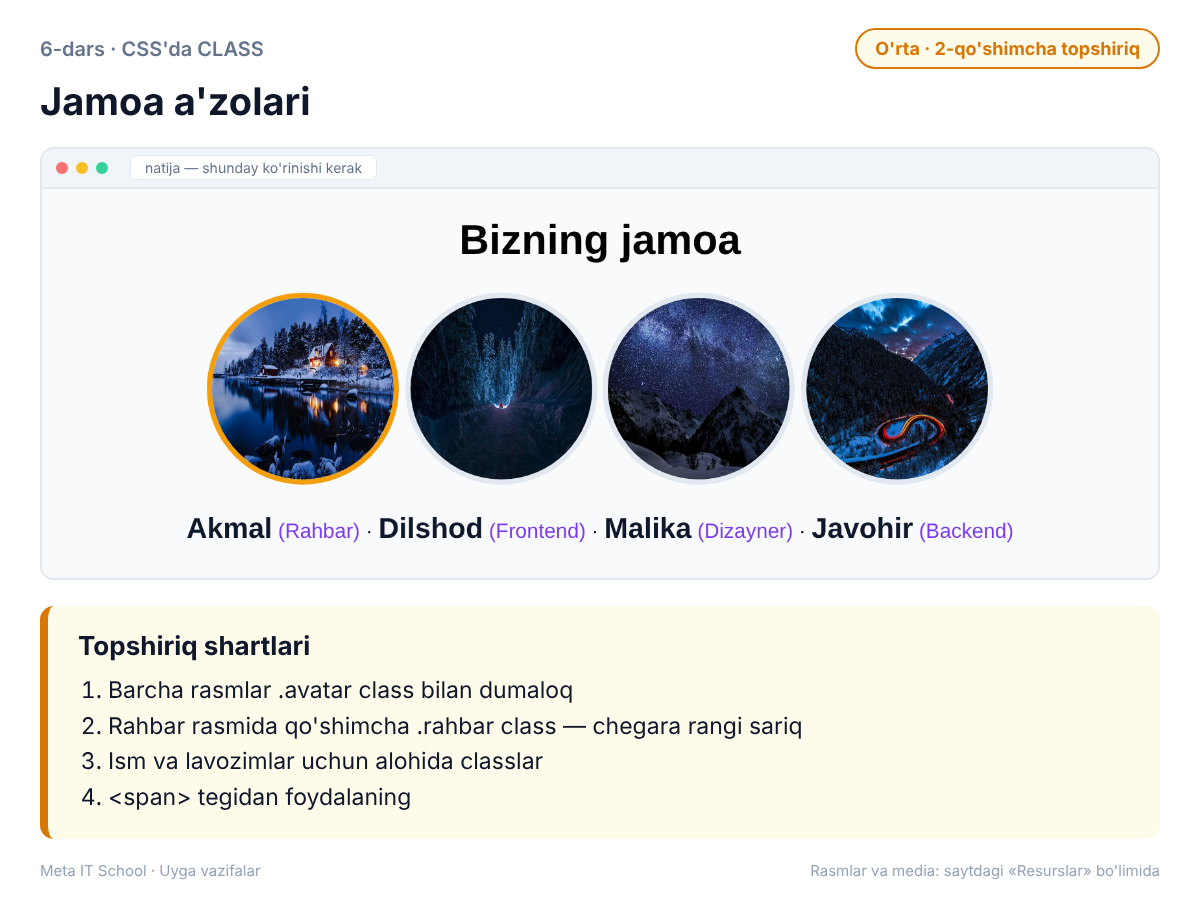 6-dars · CSS'da CLASS
O'rta · 2-qo'shimcha topshiriq
Jamoa a'zolari
natija — shunday ko'rinishi kerak
Bizning jamoa
Akmal (Rahbar) · Dilshod (Frontend) · Malika (Dizayner) · Javohir (Backend)
Topshiriq shartlari
1. Barcha rasmlar .avatar class bilan dumaloq
2. Rahbar rasmida qo'shimcha .rahbar class — chegara rangi sariq
3. Ism va lavozimlar uchun alohida classlar
4. <span> tegidan foydalaning
Meta IT School · Uyga vazifalar
Rasmlar va media: saytdagi «Resurslar» bo'limida